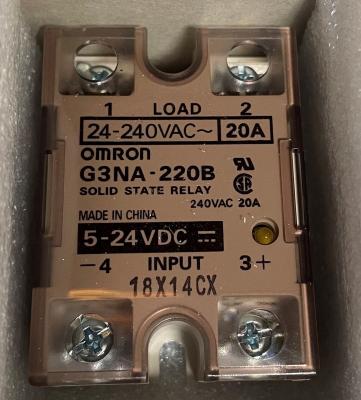 1 LOAD 2
24-240VAC~ 20A
OMRON
G3NA-220B
SOLID STATE RELAY
240VAC 20A
MADE IN CHINA
5-24VDC ⎓
-4 INPUT 3+
18X14CX